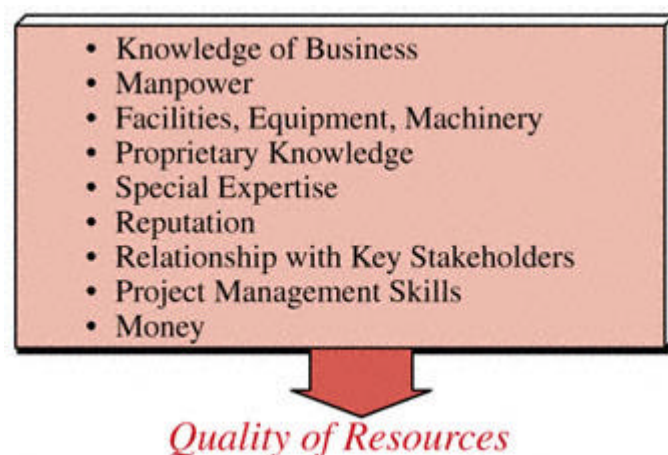 • Knowledge of Business
• Manpower
• Facilities, Equipment, Machinery
• Proprietary Knowledge
• Special Expertise
• Reputation
• Relationship with Key Stakeholders
• Project Management Skills
• Money
Quality of Resources